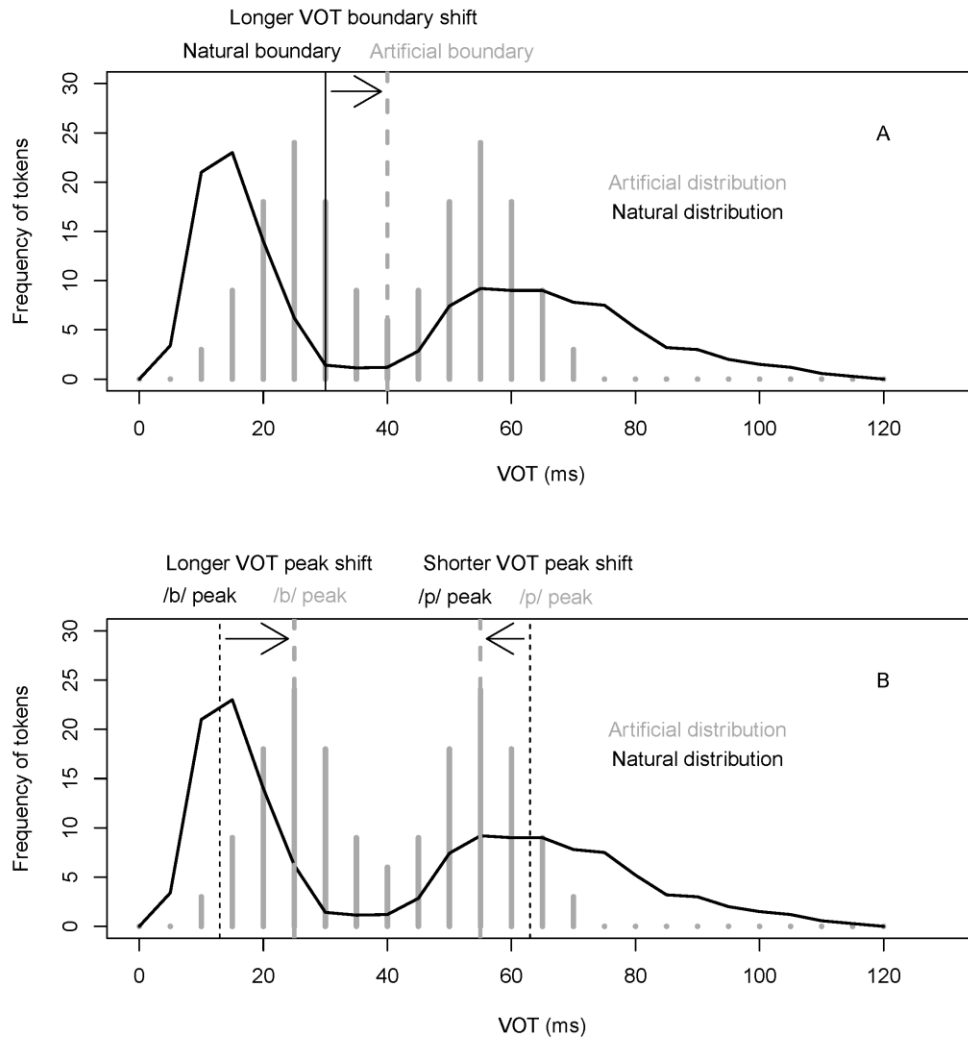 Longer VOT boundary shift
Natural boundary Artificial boundary
30
25
20
15
10
5
0
Frequency of tokens
A
Artificial distribution
Natural distribution
0 20 40 60 80 100 120
VOT (ms)
Longer VOT peak shift Shorter VOT peak shift
/b/ peak /b/ peak /p/ peak /p/ peak
30
25
20
15
10
5
0
Frequency of tokens
B
Artificial distribution
Natural distribution
0 20 40 60 80 100 120
VOT (ms)